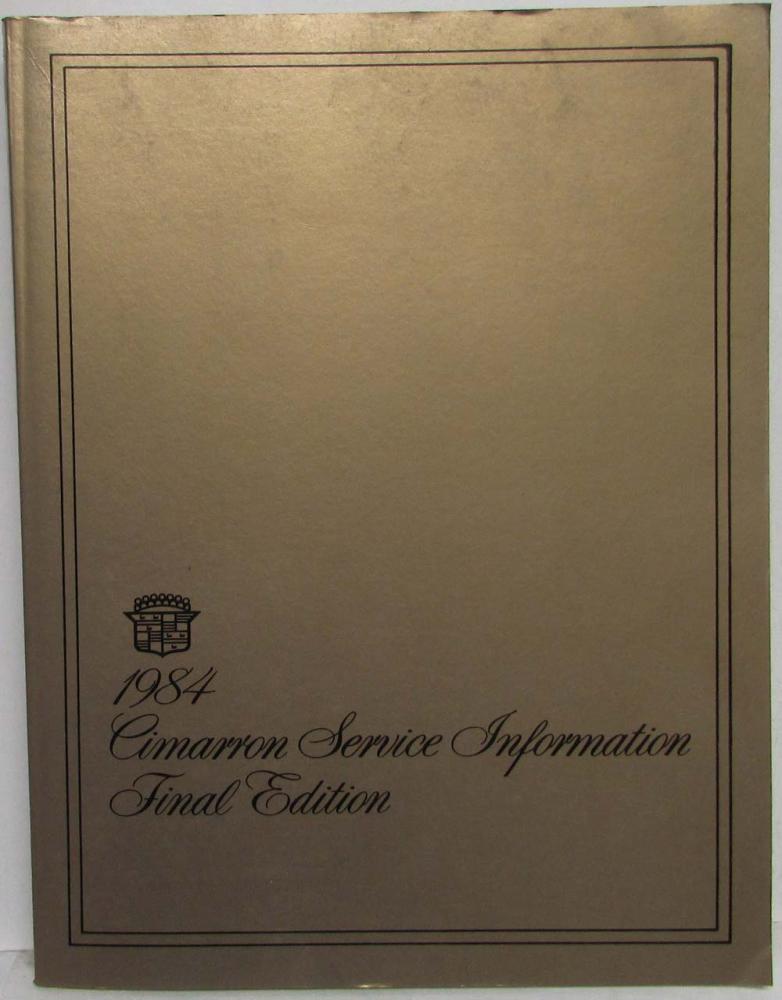 1984
Cimarron Service Information
Final Edition